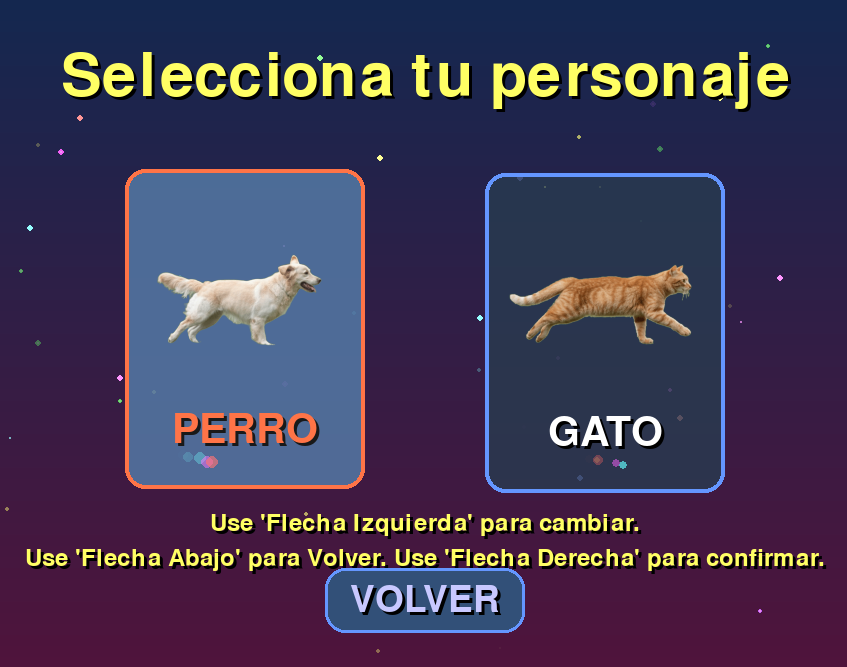 Selecciona tu personaje
PERRO
GATO
Use 'Flecha Izquierda' para cambiar.
Use 'Flecha Abajo' para Volver. Use 'Flecha Derecha' para confirmar.
VOLVER